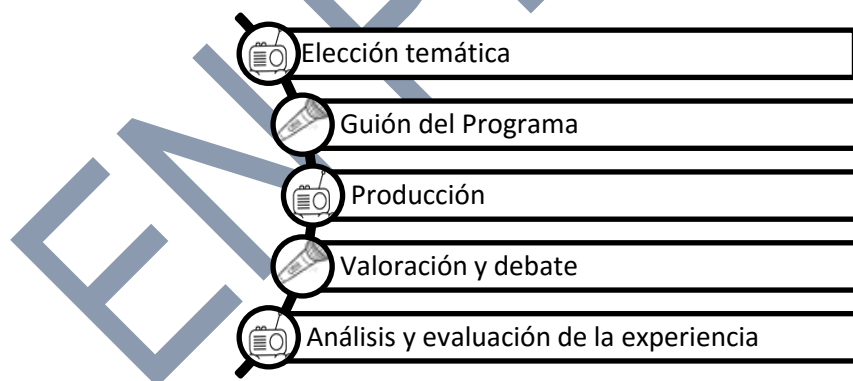 Elección temática
Guión del Programa
Producción
Valoración y debate
Análisis y evaluación de la experiencia